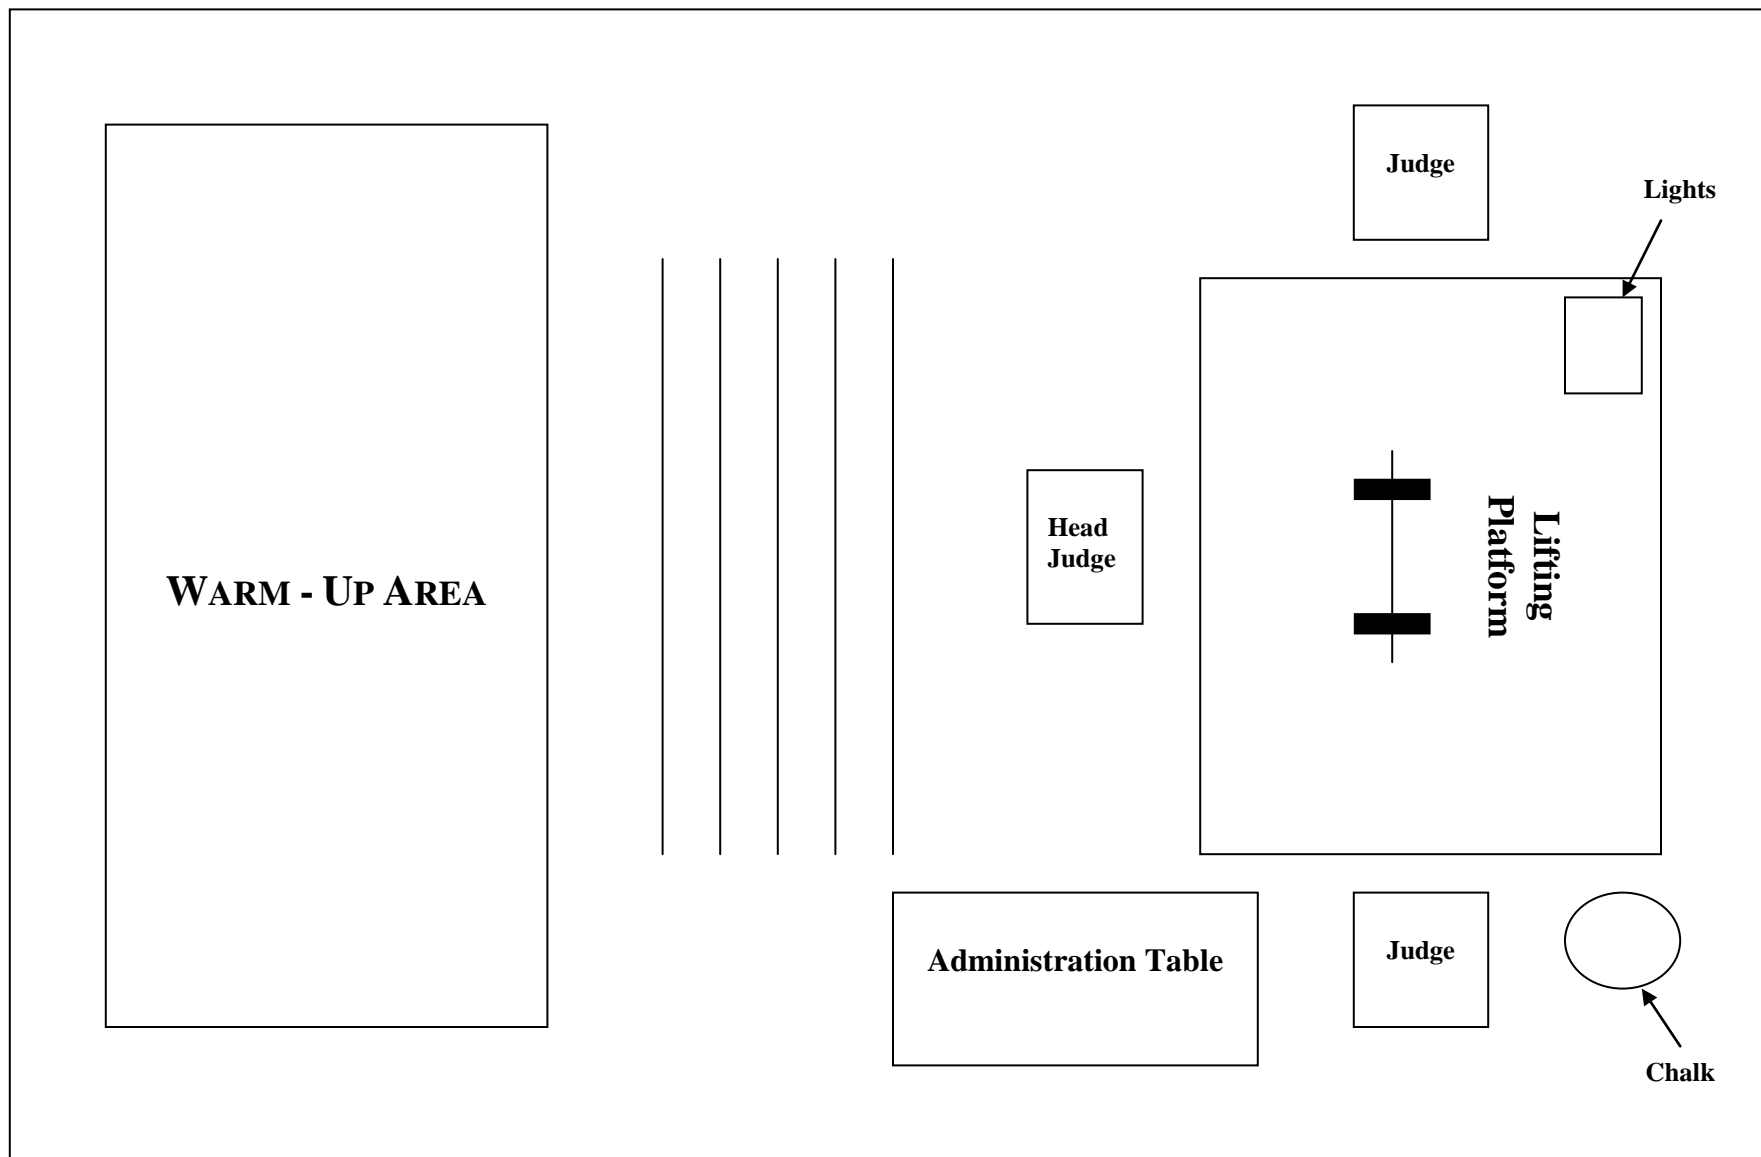 Judge
Lights
Head
Judge
Lifting
Platform
WARM - UP AREA
Administration Table
Judge
Chalk